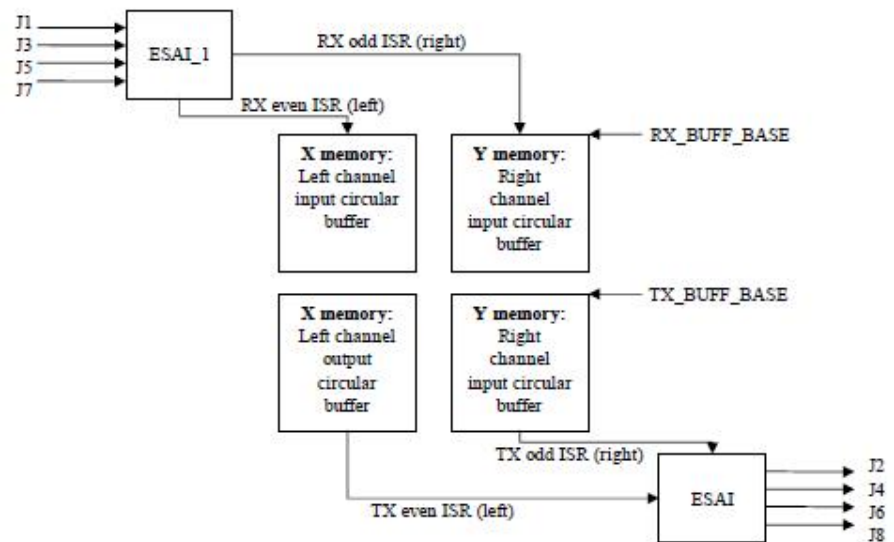 J1
J3
J5
J7
ESAI_1
RX odd ISR (right)
RX even ISR (left)
X memory:
Left channel
input circular
buffer
Y memory:
Right
channel
input circular
buffer
RX_BUFF_BASE
X memory:
Left channel
output
circular
buffer
Y memory:
Right
channel
input circular
buffer
TX_BUFF_BASE
TX odd ISR (right)
TX even ISR (left)
ESAI
J2
J4
J6
J8